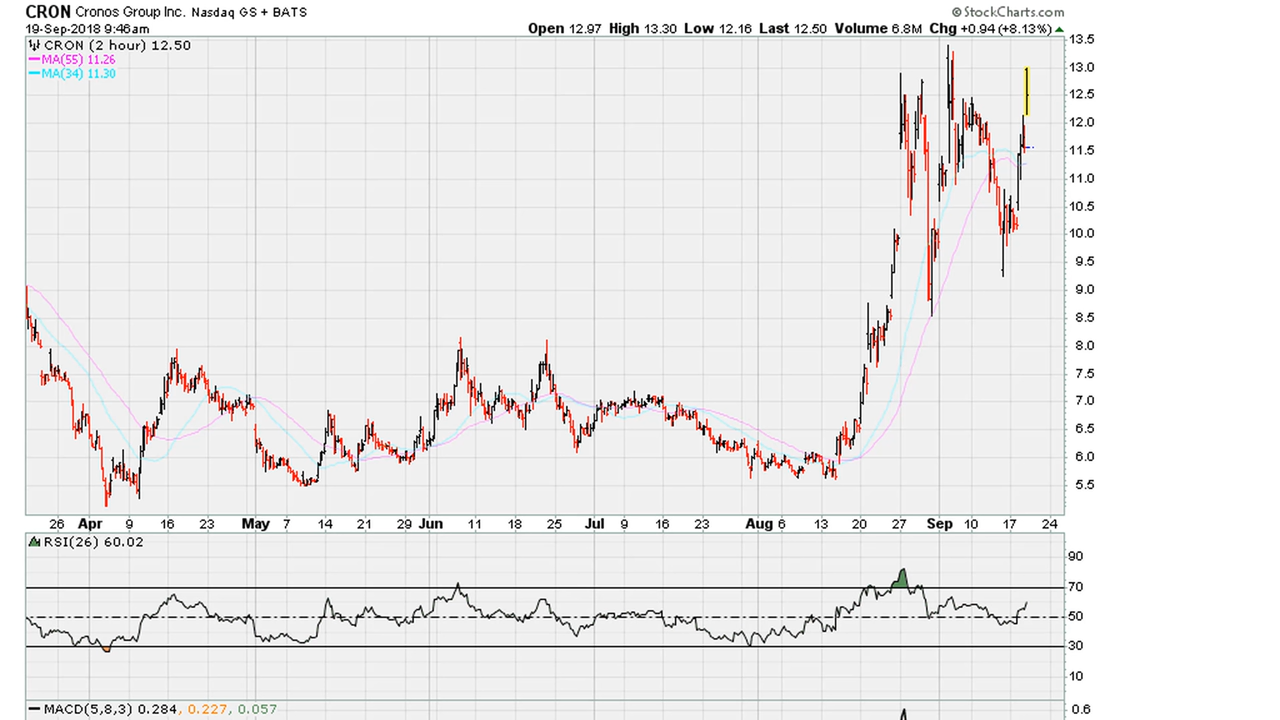 CRON Cronos Group Inc. Nasdaq GS + BATS
© StockCharts.com
19-Sep-2018 9:46am
Open 12.97 High 13.30 Low 12.16 Last 12.50 Volume 6.8M Chg +0.94 (+8.13%)
CRON (2 hour) 12.50
MA(55) 11.26
MA(34) 11.30
13.5
13.0
12.5
12.0
11.5
11.0
10.5
10.0
9.5
9.0
8.5
8.0
7.5
7.0
6.5
6.0
5.5
26 Apr 9 16 23 May 7 14 21 29 Jun 11 18 25 Jul 9 16 23 Aug 6 13 20 27 Sep 10 17 24
RSI(26) 60.02
90
70
50
30
10
MACD(5,8,3) 0.284, 0.227, 0.057
0.6